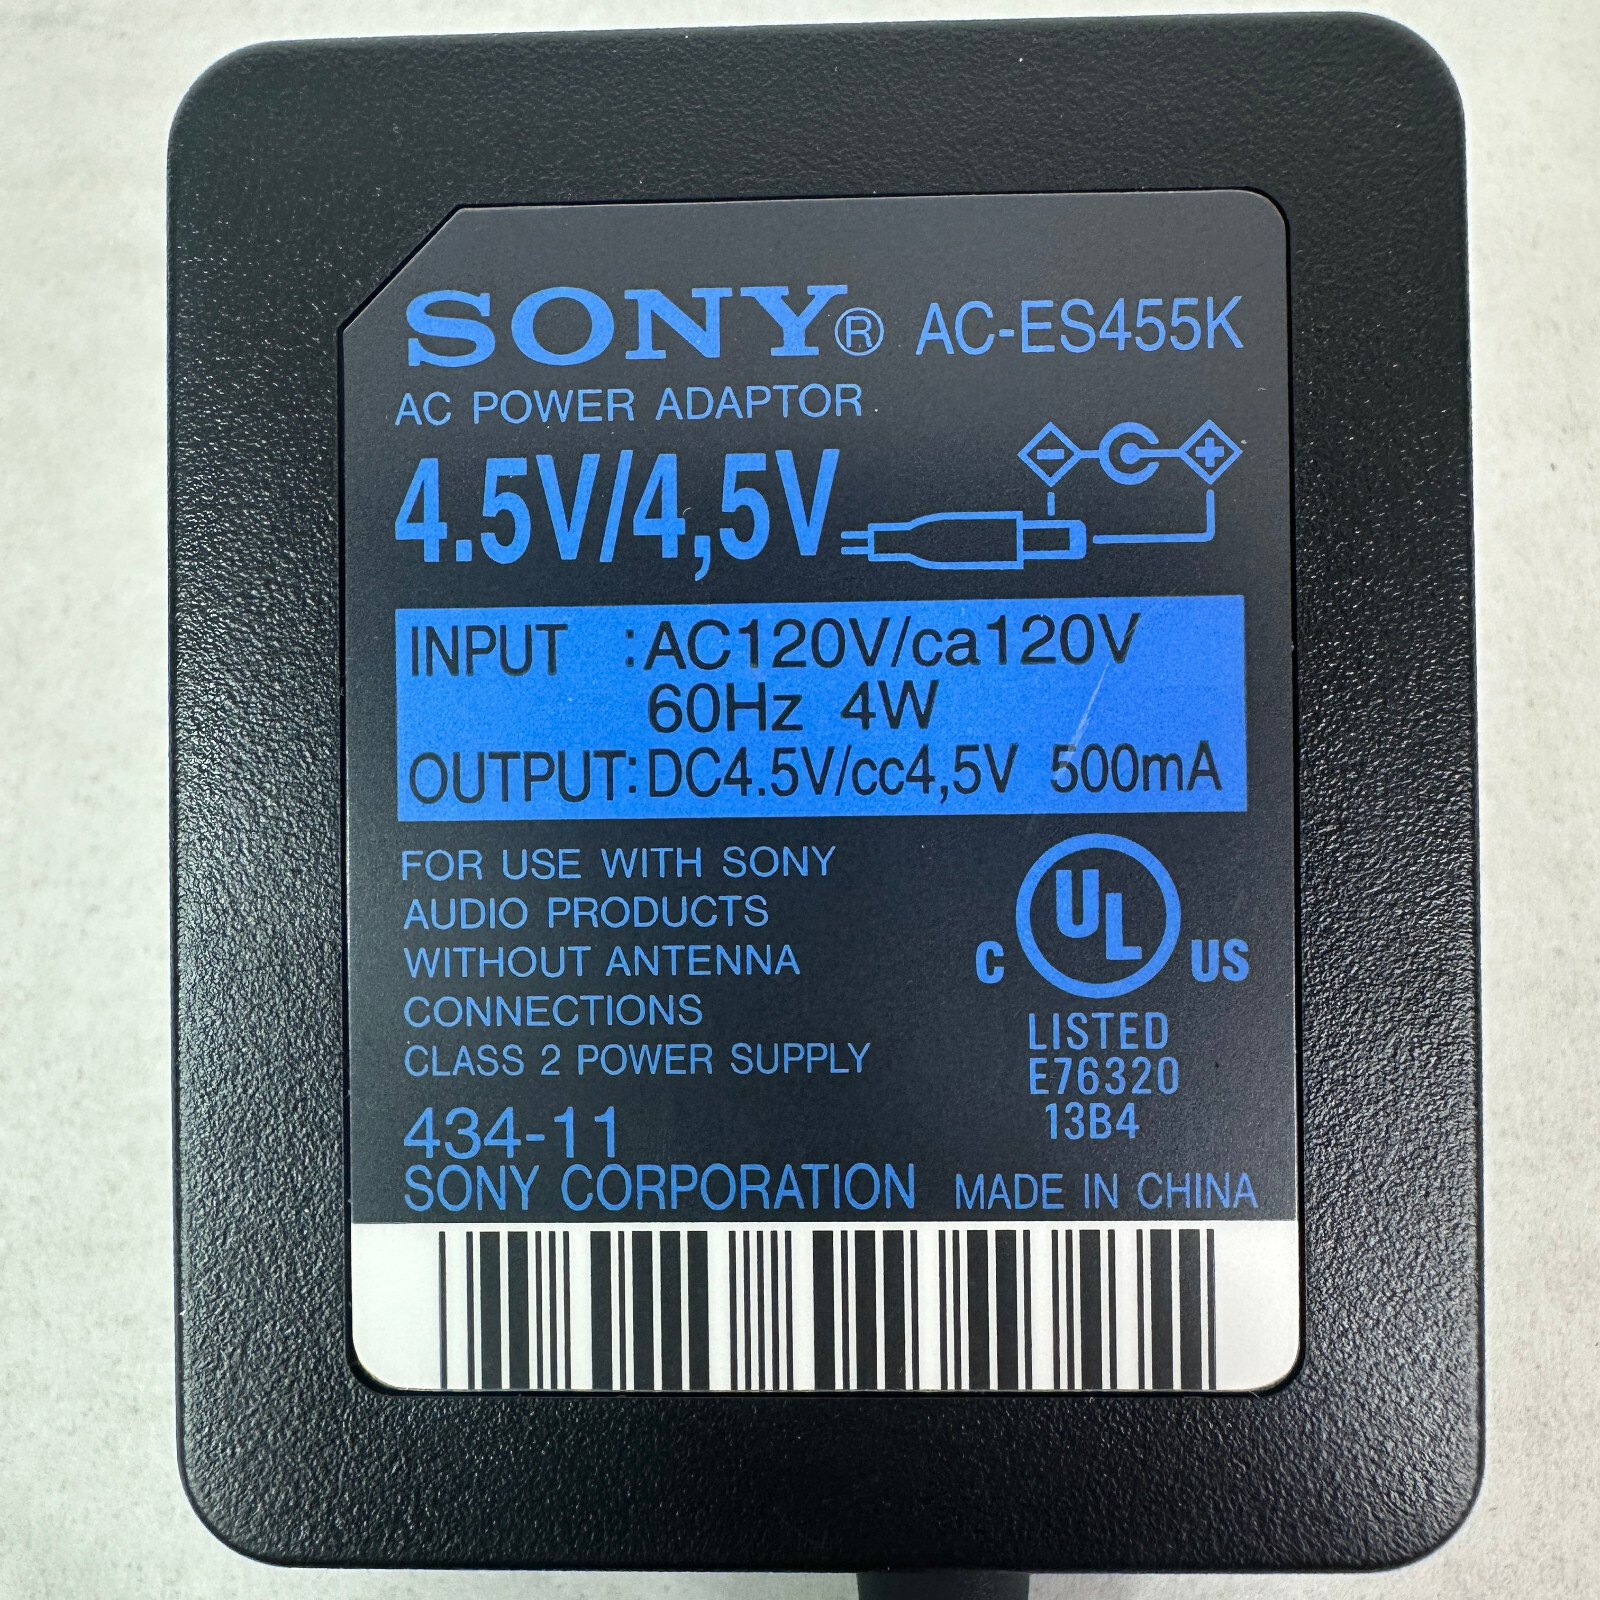 SONY® AC-ES455K
AC POWER ADAPTOR
4.5V/4,5V
- +
INPUT :AC120V/ca120V
60Hz 4W
OUTPUT:DC4.5V/cc4,5V 500mA
FOR USE WITH SONY
AUDIO PRODUCTS
WITHOUT ANTENNA
CONNECTIONS
CLASS 2 POWER SUPPLY
434-11
SONY CORPORATION
C UL US
LISTED
E76320
13B4
MADE IN CHINA